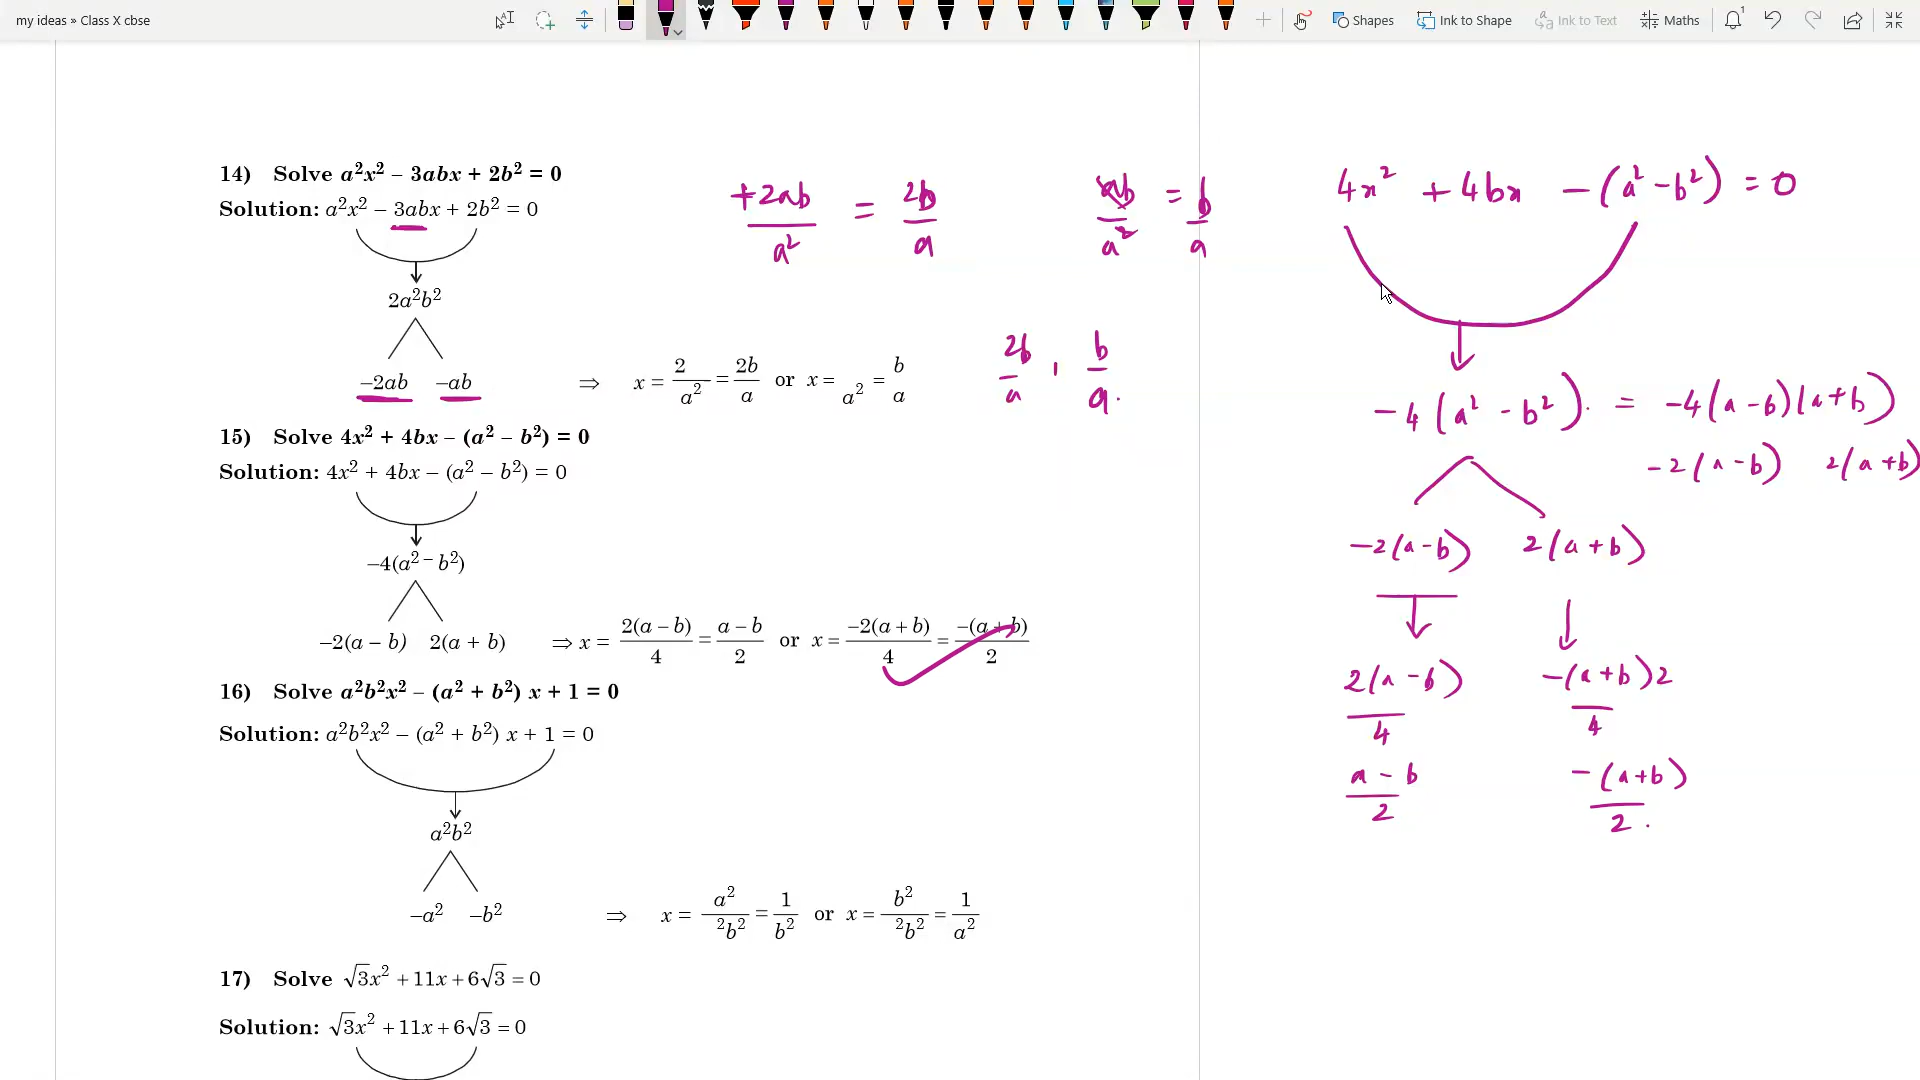 my ideas » Class X cbse
Shapes Ink to Shape Ink to Text Maths
14) Solve a²x² – 3abx + 2b² = 0
Solution: a²x² – 3abx + 2b² = 0
2a²b²
–2ab –ab ⇒ x = 2/a² = 2b/a or x = /a² = b/a
15) Solve 4x² + 4bx – (a² – b²) = 0
Solution: 4x² + 4bx – (a² – b²) = 0
–4(a² – b²)
–2(a – b) 2(a + b) ⇒ x = 2(a – b)/4 = a – b/2 or x = –2(a + b)/4 = –(a + b)/2
16) Solve a²b²x² – (a² + b²) x + 1 = 0
Solution: a²b²x² – (a² + b²) x + 1 = 0
a²b²
–a² –b² ⇒ x = a²/²b² = 1/b² or x = b²/²b² = 1/a²
17) Solve √3x² + 11x + 6√3 = 0
Solution: √3x² + 11x + 6√3 = 0
+2ab/a² = 2b/a ab/a² = b/a
2b/a , b/a.
4x² + 4bx – (a² – b²) = 0
–4(a² – b²). = –4(a – b)(a + b)
–2(a – b) 2(a + b)
–2(a – b) 2(a + b)
2(a – b)/4 –(a + b)2/4
a – b/2 –(a + b)/2.